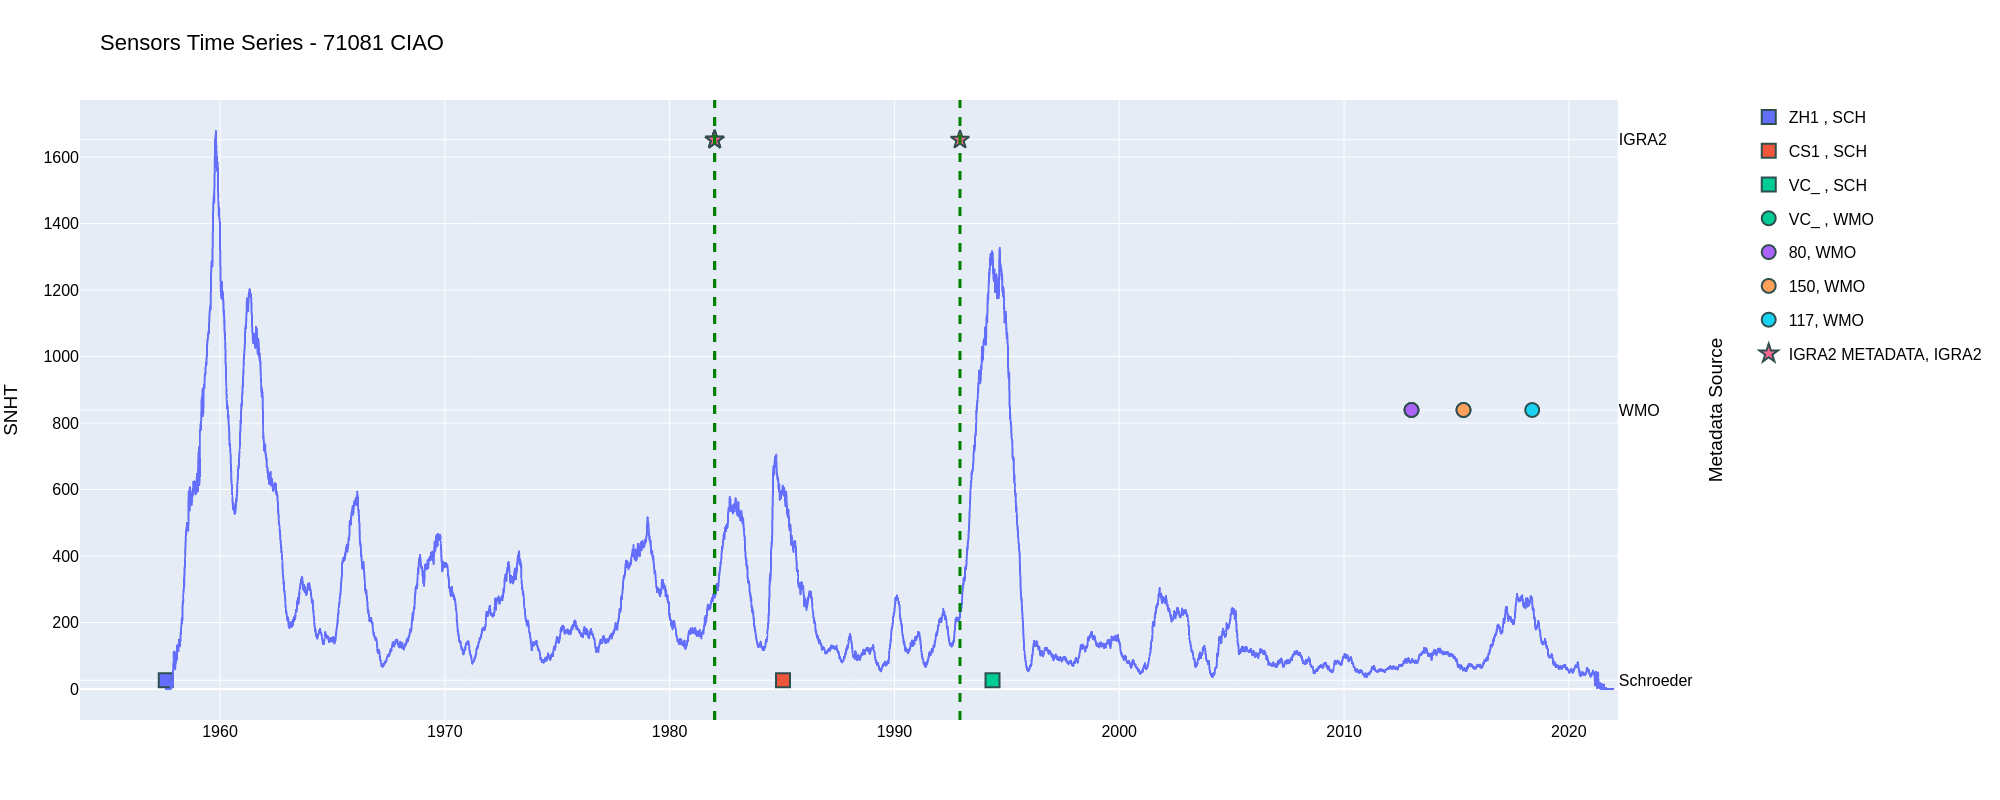 Sensors Time Series - 71081 CIAO
SNHT
1600
1400
1200
1000
800
600
400
200
0
1960
1970
1980
1990
2000
2010
2020
IGRA2
WMO
Schroeder
Metadata Source
ZH1 , SCH
CS1 , SCH
VC_ , SCH
VC_ , WMO
80, WMO
150, WMO
117, WMO
IGRA2 METADATA, IGRA2